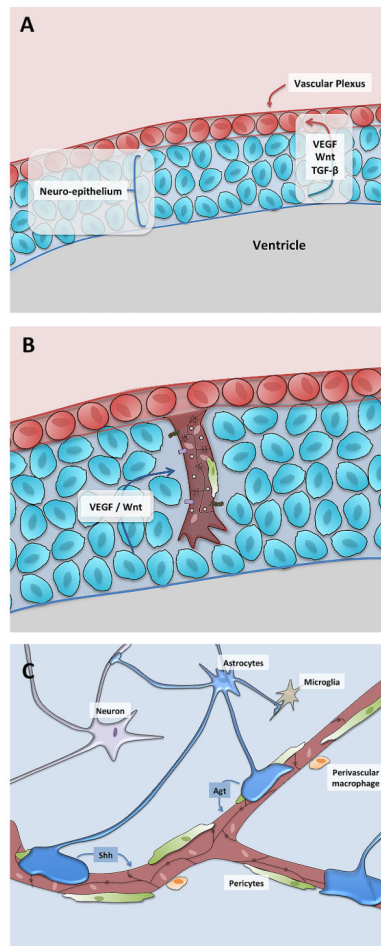 A
Vascular Plexus
VEGF
Wnt
TGF-β
Neuro-epithelium
Ventricle
B
VEGF / Wnt
C
Astrocytes
Microglia
Neuron
Perivascular
macrophage
Agt
Shh
Pericytes